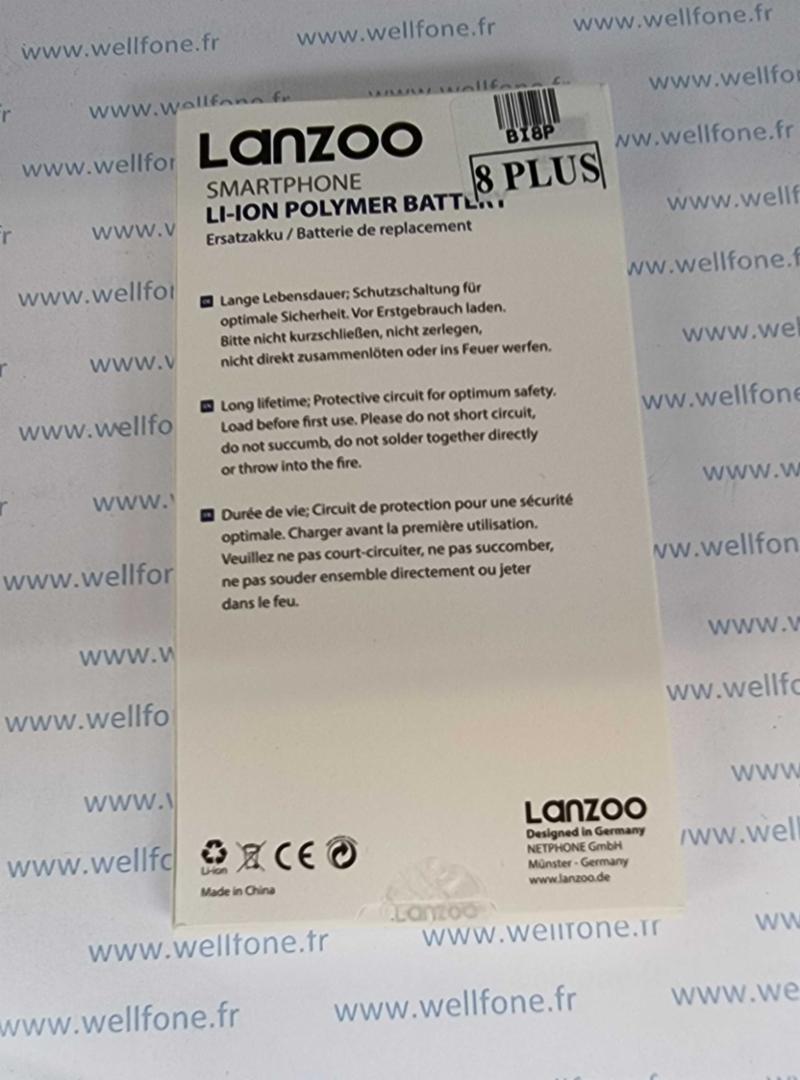 www.wellfone.fr
www.wellfone.fr
www.wellfone.fr
Lanzoo
BI8P
8 PLUS
SMARTPHONE
LI-ION POLYMER BATTERY
Ersatzakku / Batterie de replacement
Lange Lebensdauer; Schutzschaltung für
optimale Sicherheit. Vor Erstgebrauch laden.
Bitte nicht kurzschließen, nicht zerlegen,
nicht direkt zusammenlöten oder ins Feuer werfen.
Long lifetime; Protective circuit for optimum safety.
Load before first use. Please do not short circuit,
do not succumb, do not solder together directly
or throw into the fire.
Durée de vie; Circuit de protection pour une sécurité
optimale. Charger avant la première utilisation.
Veuillez ne pas court-circuiter, ne pas succomber,
ne pas souder ensemble directement ou jeter
dans le feu.
Li-ion
CE
Made in China
Lanzoo
Designed in Germany
NETPHONE GmbH
Münster - Germany
www.lanzoo.de
Lanzoo
www.wellfone.fr
www.wellfone.fr
www.wellfone.fr
www.wellfone.fr